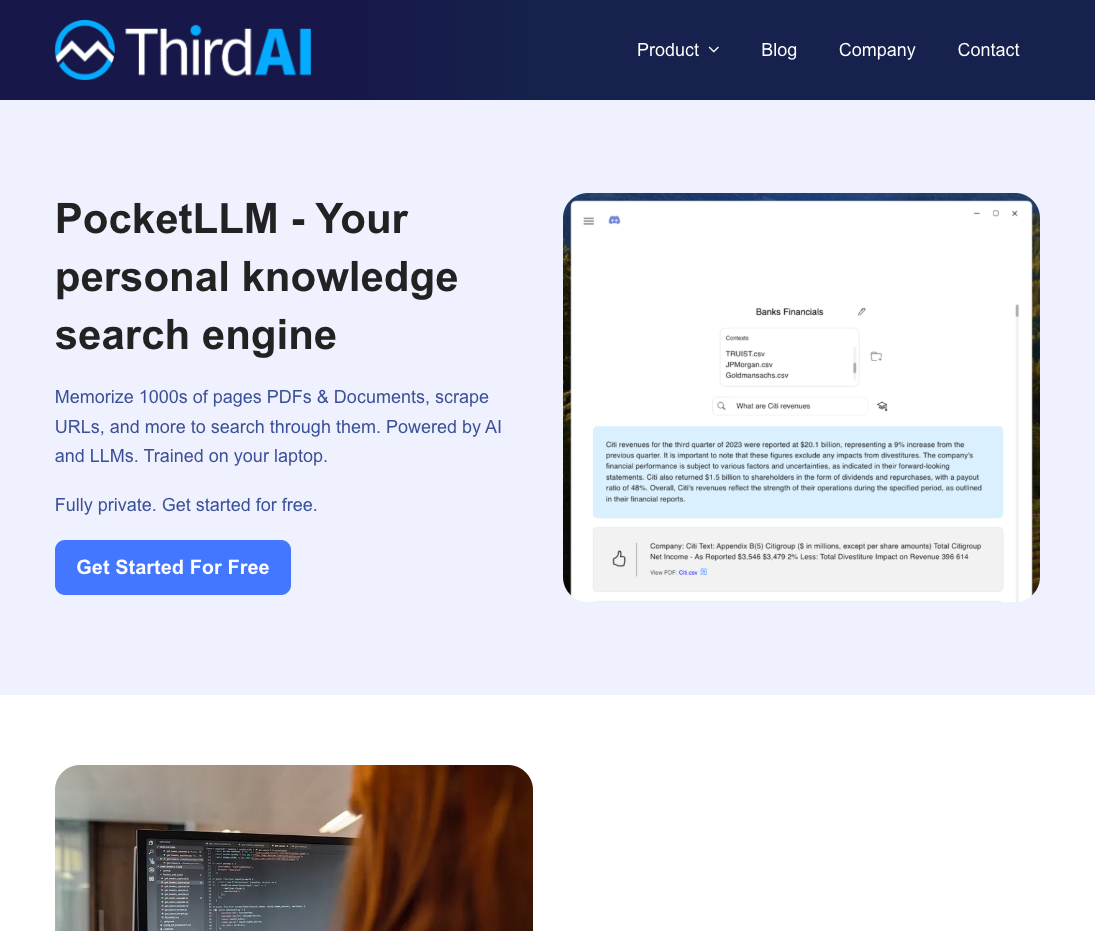 ThirdAI
Product
Blog
Company
Contact
PocketLLM - Your
personal knowledge
search engine
Memorize 1000s of pages PDFs & Documents, scrape
URLs, and more to search through them. Powered by AI
and LLMs. Trained on your laptop.
Fully private. Get started for free.
Get Started For Free
Banks Financials
Contexts
TRUIST.csv
JPMorgan.csv
Goldmansachs.csv
What are Citi revenues
Citi revenues for the third quarter of 2023 were reported at $20.1 billion, representing a 9% increase from the
previous quarter. It is important to note that these figures exclude any impacts from divestitures. The company's
financial performance is subject to various factors and uncertainties, as indicated in their forward-looking
statements. Citi also returned $1.5 billion to shareholders in the form of dividends and repurchases, with a payout
ratio of 48%. Overall, Citi's revenues reflect the strength of their operations during the specified period, as outlined
in their financial reports.
Company: Citi Text: Appendix B(5) Citigroup ($ in millions, except per share amounts) Total Citigroup
Net Income - As Reported $3,546 $3,479 2% Less: Total Divestiture Impact on Revenue 396 614
View PDF: Citi.csv